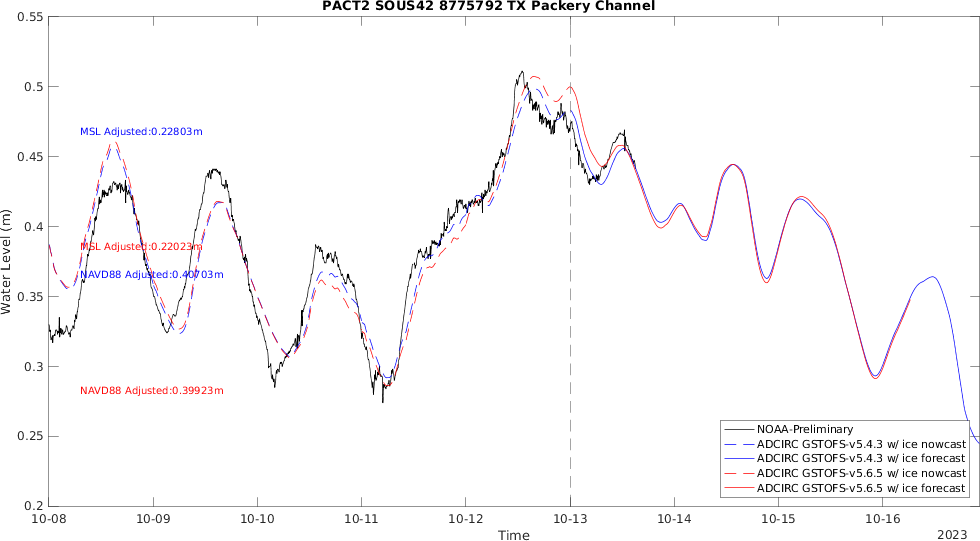 PACT2 SOUS42 8775792 TX Packery Channel
0.55
0.5
0.45
0.4
0.35
0.3
0.25
0.2
Water Level (m)
MSL Adjusted:0.22803m
MSL Adjusted:0.22023m
NAVD88 Adjusted:0.40703m
NAVD88 Adjusted:0.39923m
NOAA-Preliminary
ADCIRC GSTOFS-v5.4.3 w/ ice nowcast
ADCIRC GSTOFS-v5.4.3 w/ ice forecast
ADCIRC GSTOFS-v5.6.5 w/ ice nowcast
ADCIRC GSTOFS-v5.6.5 w/ ice forecast
10-08 10-09 10-10 10-11 10-12 10-13 10-14 10-15 10-16
Time
2023